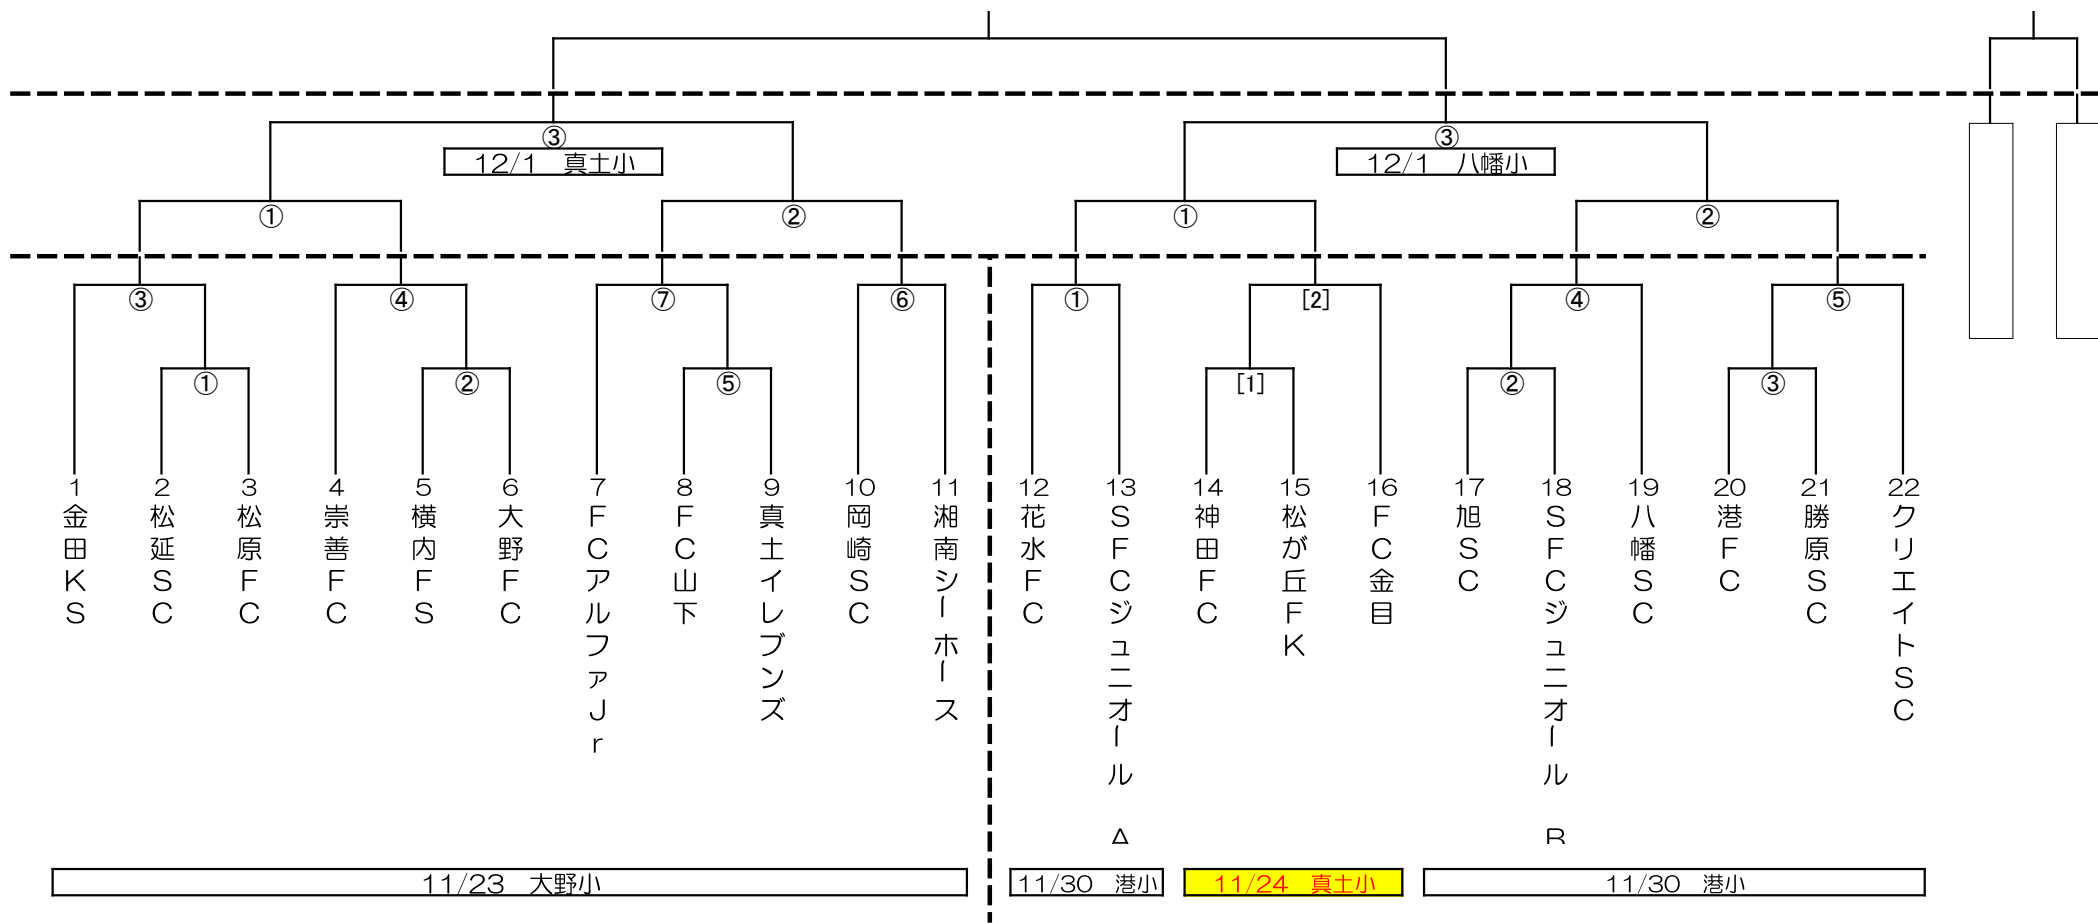 ③ ③
12/1 真土小 12/1 八幡小
① ② ① ②
③ ④ ⑦ ⑥ ① [2] ④ ⑤
① ② ⑤ [1] ② ③
1 金田KS
2 松延SC
3 松原FC
4 崇善FC
5 横内FS
6 大野FC
7 FCアルファJr
8 FC山下
9 真土イレブンズ
10 岡崎SC
11 湘南シーホース
12 花水FC
13 SFCジュニオール A
14 神田FC
15 松が丘FK
16 FC金目
17 旭SC
18 SFCジュニオール B
19 八幡SC
20 港FC
21 勝原SC
22 クリエイトSC
11/23 大野小 11/30 港小 11/24 真土小 11/30 港小